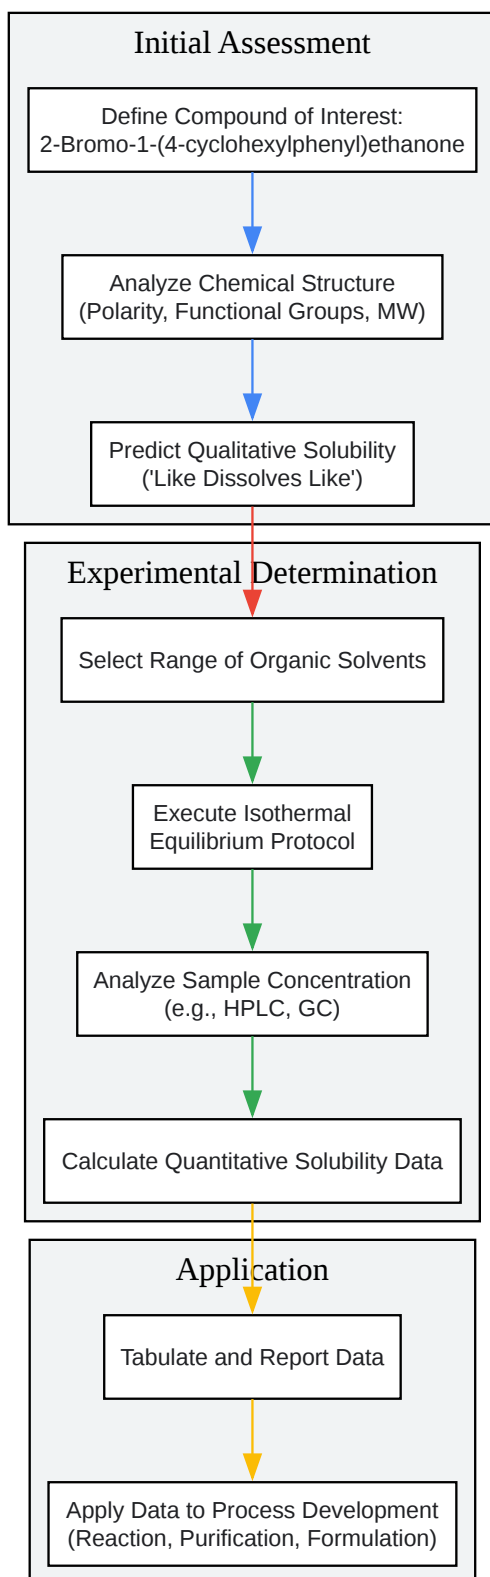 Initial Assessment
Define Compound of Interest:
2-Bromo-1-(4-cyclohexylphenyl)ethanone
Analyze Chemical Structure
(Polarity, Functional Groups, MW)
Predict Qualitative Solubility
('Like Dissolves Like')
Experimental Determination
Select Range of Organic Solvents
Execute Isothermal
Equilibrium Protocol
Analyze Sample Concentration
(e.g., HPLC, GC)
Calculate Quantitative Solubility Data
Application
Tabulate and Report Data
Apply Data to Process Development
(Reaction, Purification, Formulation)